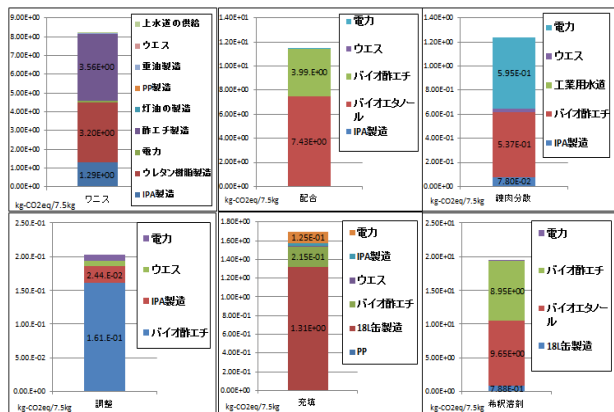 9.00E+00
8.00E+00
7.00E+00
6.00E+00
5.00E+00
4.00E+00
3.00E+00
2.00E+00
1.00E+00
0.00E+00
3.56E+00
3.20E+00
1.29E+00
ワニス
kg-CO2eq/7.5kg
上水道の供給
ウエス
重油製造
PP製造
灯油の製造
酢エチ製造
電力
ウレタン樹脂製造
IPA製造
1.40E+01
1.20E+01
1.00E+01
8.00E+00
6.00E+00
4.00E+00
2.00E+00
0.00E+00
3.99.E+00
7.43E+00
配合
kg-CO2eq/7.5kg
電力
バイオ酢エチ
バイオエタノール
IPA製造
1.40E+00
1.20E+00
1.00E+00
8.00E-01
6.00E-01
4.00E-01
2.00E-01
0.00E+00
5.95E-01
5.37E-01
7.80E-02
錬肉分散
kg-CO2eq/7.5kg
電力
ウエス
工業用水道
バイオ酢エチ
IPA製造
2.50E-01
2.00E-01
1.50E-01
1.00E-01
5.00E-02
0.00E+00
2.44E-02
1.61E-01
調整
kg-CO2eq/7.5kg
電力
ウエス
IPA製造
バイオ酢エチ
1.80E+00
1.60E+00
1.40E+00
1.20E+00
1.00E+00
8.00E-01
6.00E-01
4.00E-01
2.00E-01
0.00E+00
1.25E-01
2.15E-01
1.31E+00
充填
kg-CO2eq/7.5kg
電力
IPA製造
ウエス
バイオ酢エチ
18L缶製造
PP
2.50E+01
2.00E+01
1.50E+01
1.00E+01
5.00E+00
0.00E+00
8.95E+00
9.65E+00
7.88E-01
希釈溶剤
kg-CO2eq/7.5kg
電力
バイオ酢エチ
バイオエタノール
18L缶製造